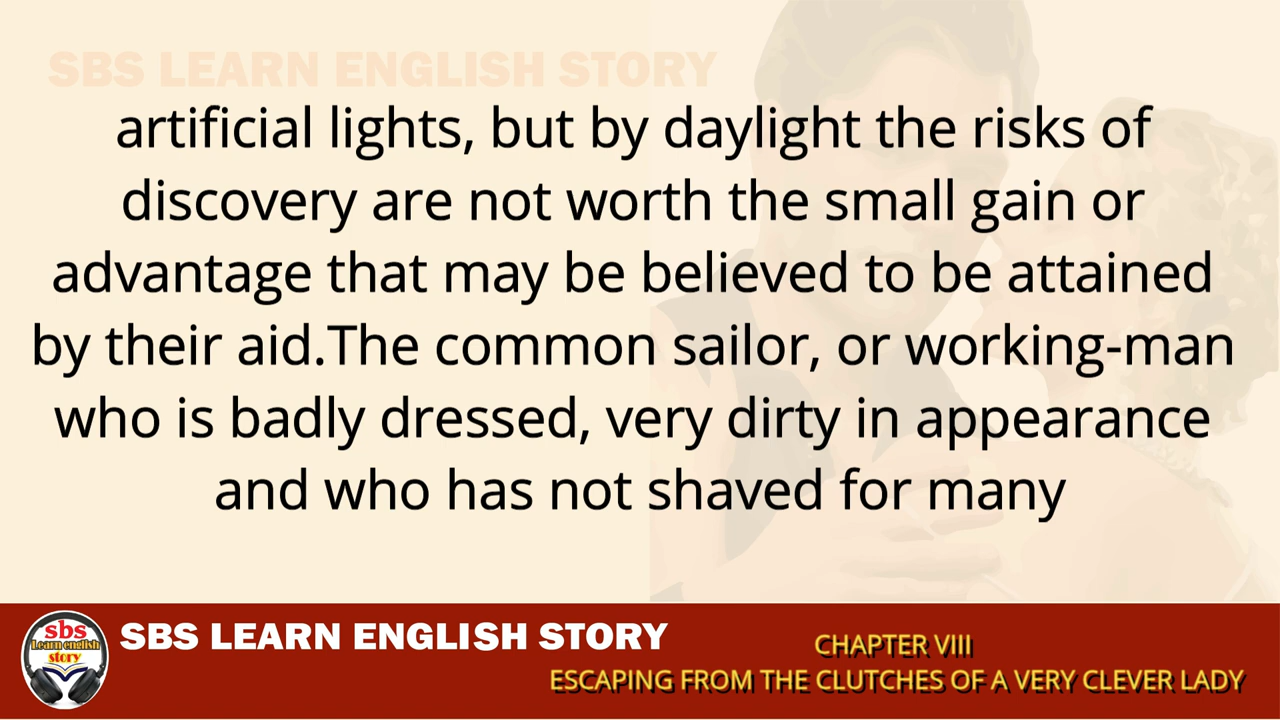 SBS LEARN ENGLISH STORY
artificial lights, but by daylight the risks of
discovery are not worth the small gain or
advantage that may be believed to be attained
by their aid.The common sailor, or working-man
who is badly dressed, very dirty in appearance
and who has not shaved for many
sbs
Learn english
story
SBS LEARN ENGLISH STORY
CHAPTER VIII
ESCAPING FROM THE CLUTCHES OF A VERY CLEVER LADY